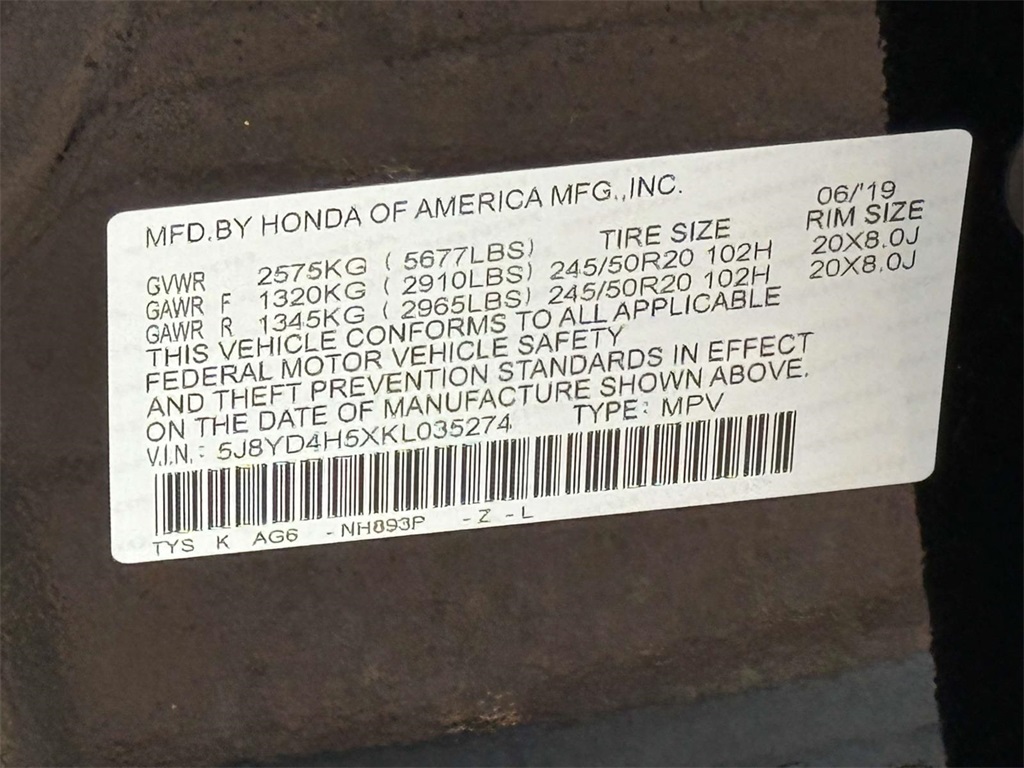 MFD.BY HONDA OF AMERICA MFG.,INC. 06/'19
GVWR 2575KG ( 5677LBS) TIRE SIZE RIM SIZE
GAWR F 1320KG ( 2910LBS) 245/50R20 102H 20X8.0J
GAWR R 1345KG ( 2965LBS) 245/50R20 102H 20X8.0J
THIS VEHICLE CONFORMS TO ALL APPLICABLE
FEDERAL MOTOR VEHICLE SAFETY
AND THEFT PREVENTION STANDARDS IN EFFECT
ON THE DATE OF MANUFACTURE SHOWN ABOVE.
V.I.N.: 5J8YD4H5XKL035274 TYPE: MPV
TYS K AG6 -NH893P -Z -L